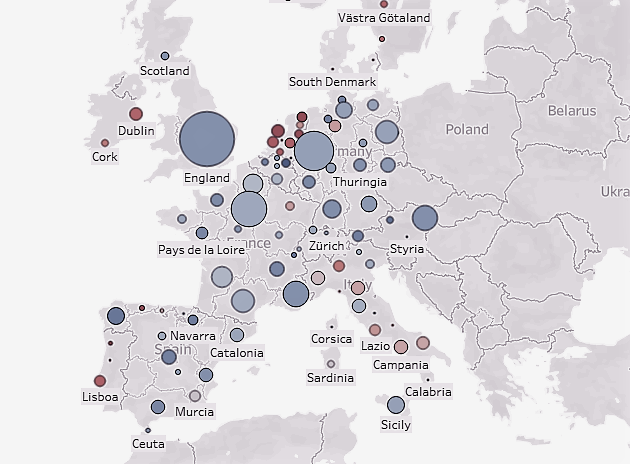 Västra Götaland
Scotland
South Denmark
Belarus
Dublin
Poland
Cork
many
England
Thuringia
Ukra
Pays de la Loire
France
Zürich
Styria
It
y
Navarra
Corsica
Spain
Catalonia
Lazio
Campania
Sardinia
Lisboa
Murcia
Calabria
Sicily
Ceuta